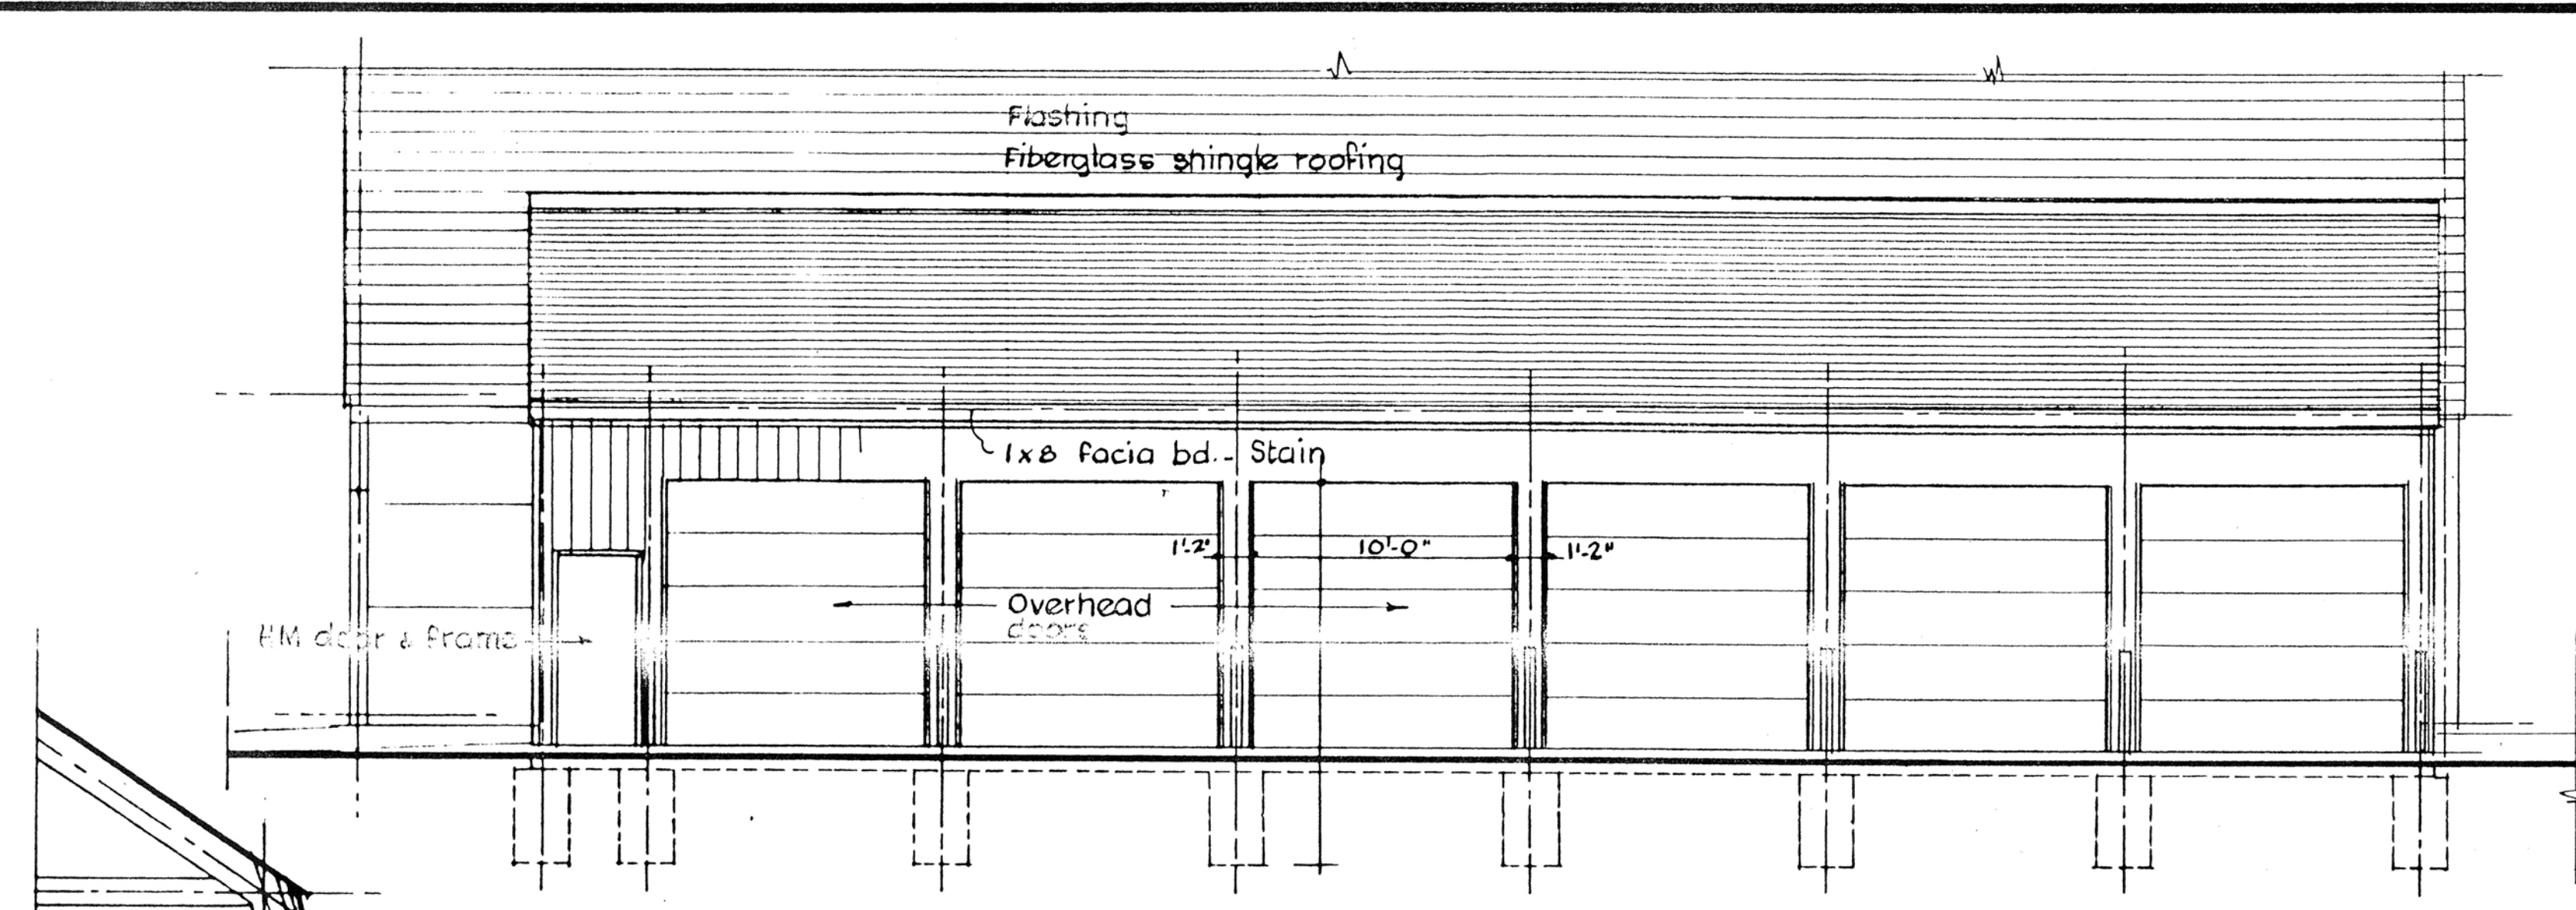 Flashing
Fiberglass shingle roofing
1x8 facia bd.- Stain
1'-2" 10'-0" 1'-2"
Overhead
doors
HM door & frame